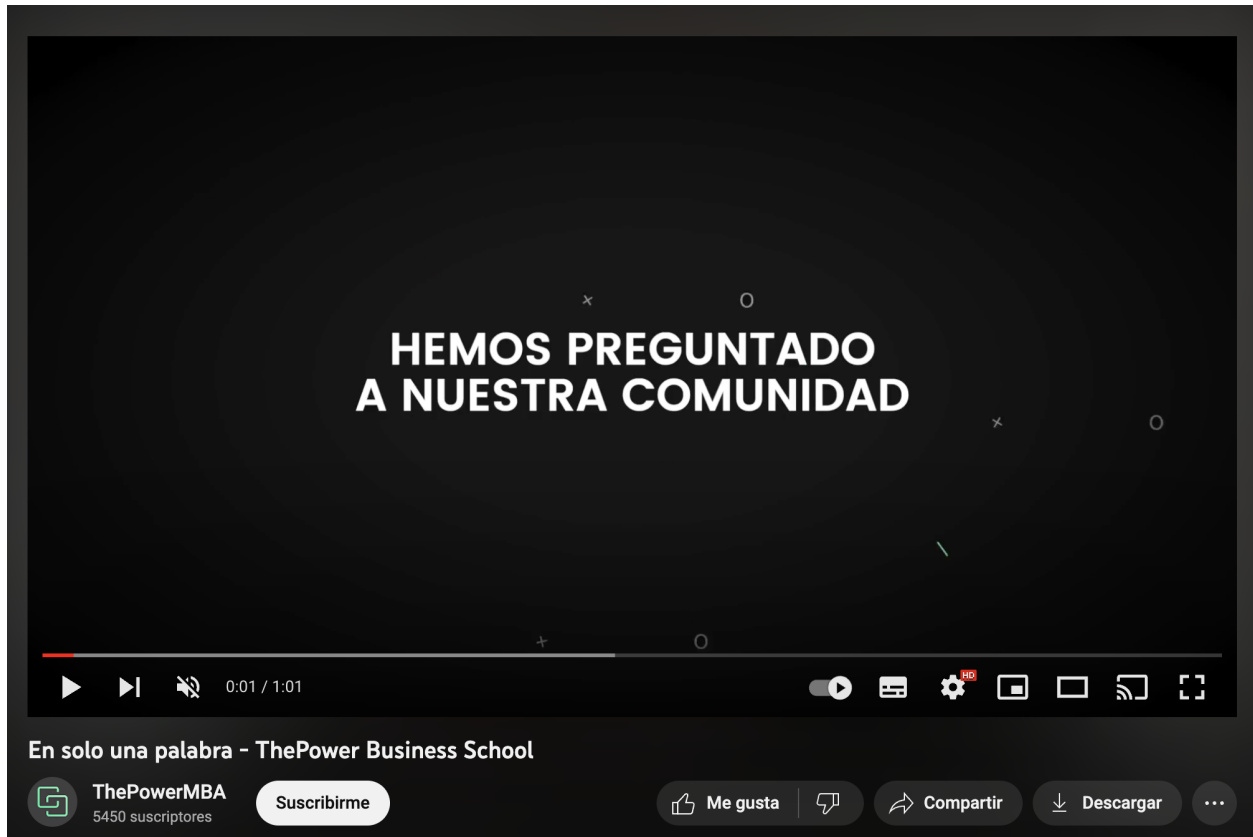 HEMOS PREGUNTADO
A NUESTRA COMUNIDAD
0:01 / 1:01
HD
En solo una palabra - ThePower Business School
ThePowerMBA
5450 suscriptores
Suscribirme
Me gusta
Compartir
Descargar